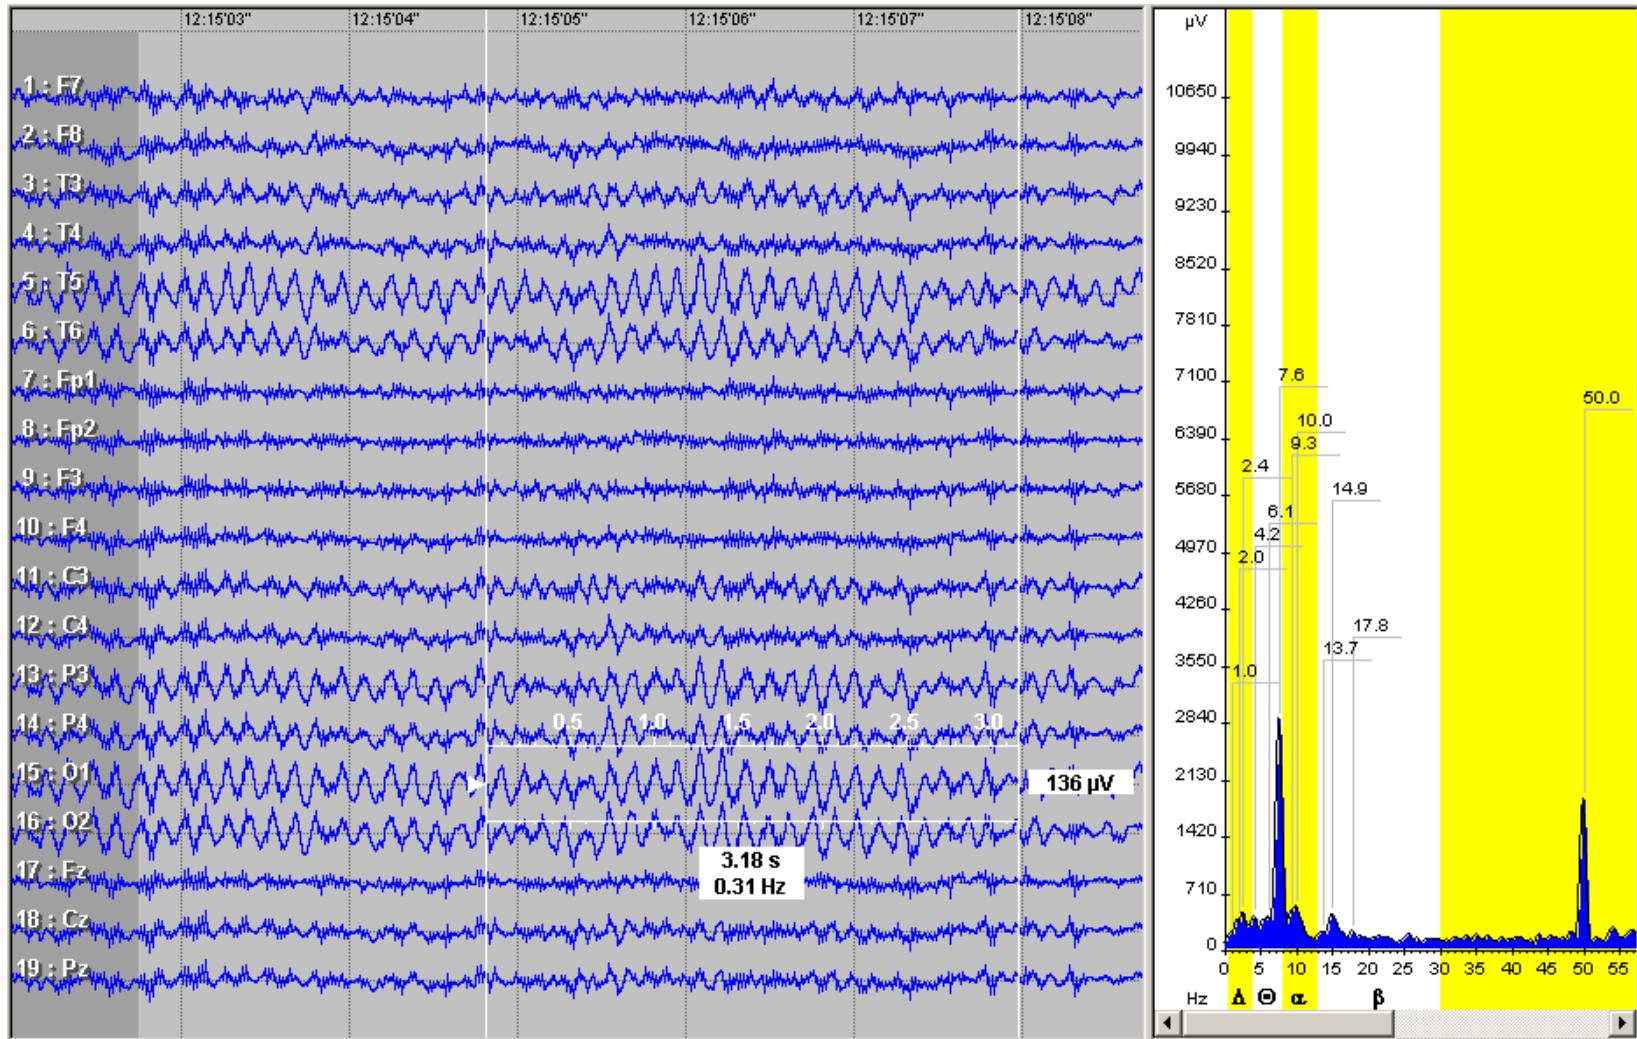 12:15'03" 12:15'04" 12:15'05" 12:15'06" 12:15'07" 12:15'08"
1 : F7
2 : F8
3 : T3
4 : T4
5 : T5
6 : T6
7 : Fp1
8 : Fp2
9 : F3
10 : F4
11 : C3
12 : C4
13 : P3
14 : P4
0.5 1.0 1.5 2.0 2.5 3.0
15 : O1
136 µV
16 : O2
3.18 s
0.31 Hz
17 : Fz
18 : Cz
19 : Pz
µV
10650
9940
9230
8520
7810
7100
6390
5680
4970
4260
3550
2840
2130
1420
710
0
7.6
50.0
10.0
9.3
2.4
14.9
6.1
4.2
2.0
17.8
13.7
1.0
0 5 10 15 20 25 30 35 40 45 50 55
Hz Δ Θ α β